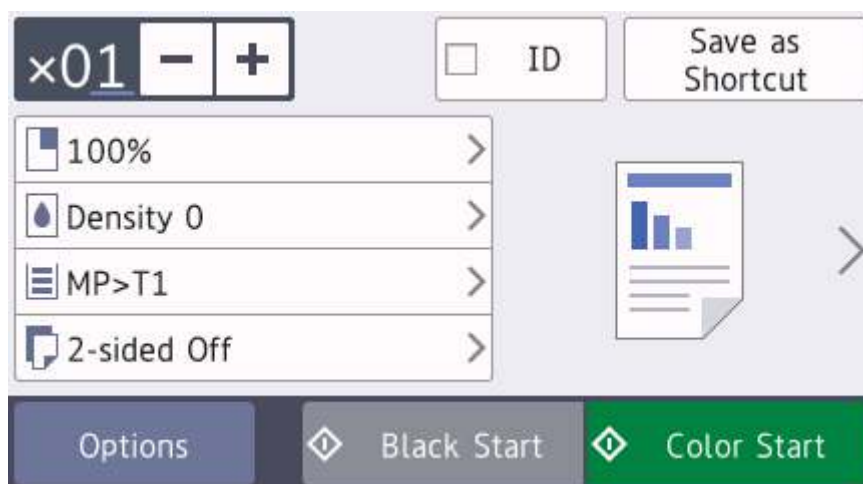 ×01 − +
ID
Save as
Shortcut
100%
Density 0
MP>T1
2-sided Off
Options
Black Start
Color Start